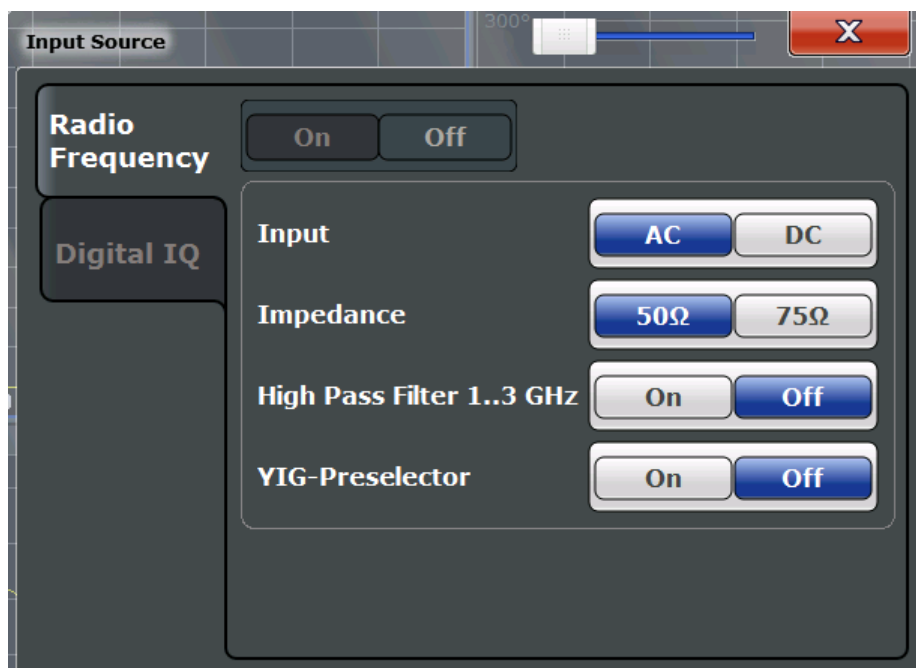 Input Source
300°
X
Radio
Frequency
On Off
Digital IQ
Input AC DC
Impedance 50Ω 75Ω
High Pass Filter 1..3 GHz On Off
YIG-Preselector On Off